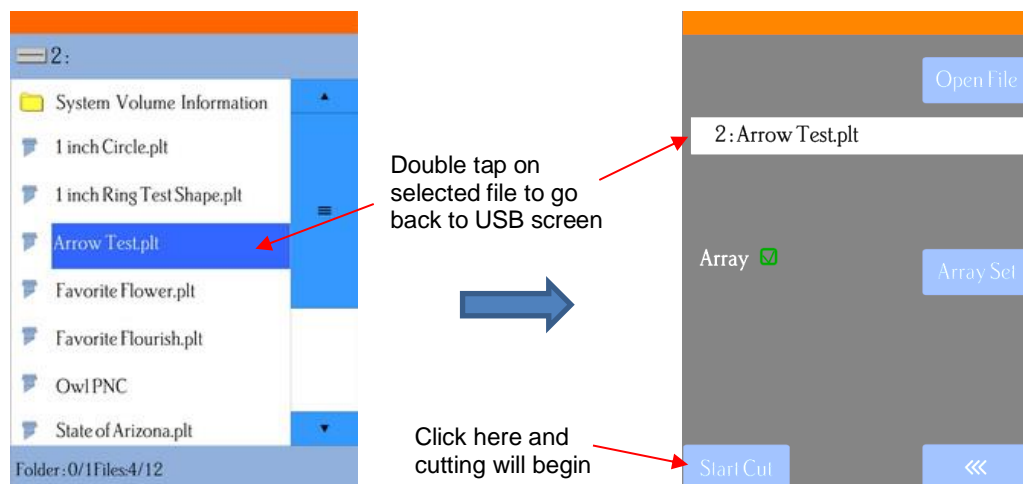 2:
System Volume Information
1 inch Circle.plt
1 inch Ring Test Shape.plt
Arrow Test.plt
Favorite Flower.plt
Favorite Flourish.plt
Owl PNC
State of Arizona.plt
Folder:0/1Files:4/12
Double tap on
selected file to go
back to USB screen
Click here and
cutting will begin
Open File
2:Arrow Test.plt
Array
Array Set
Start Cut